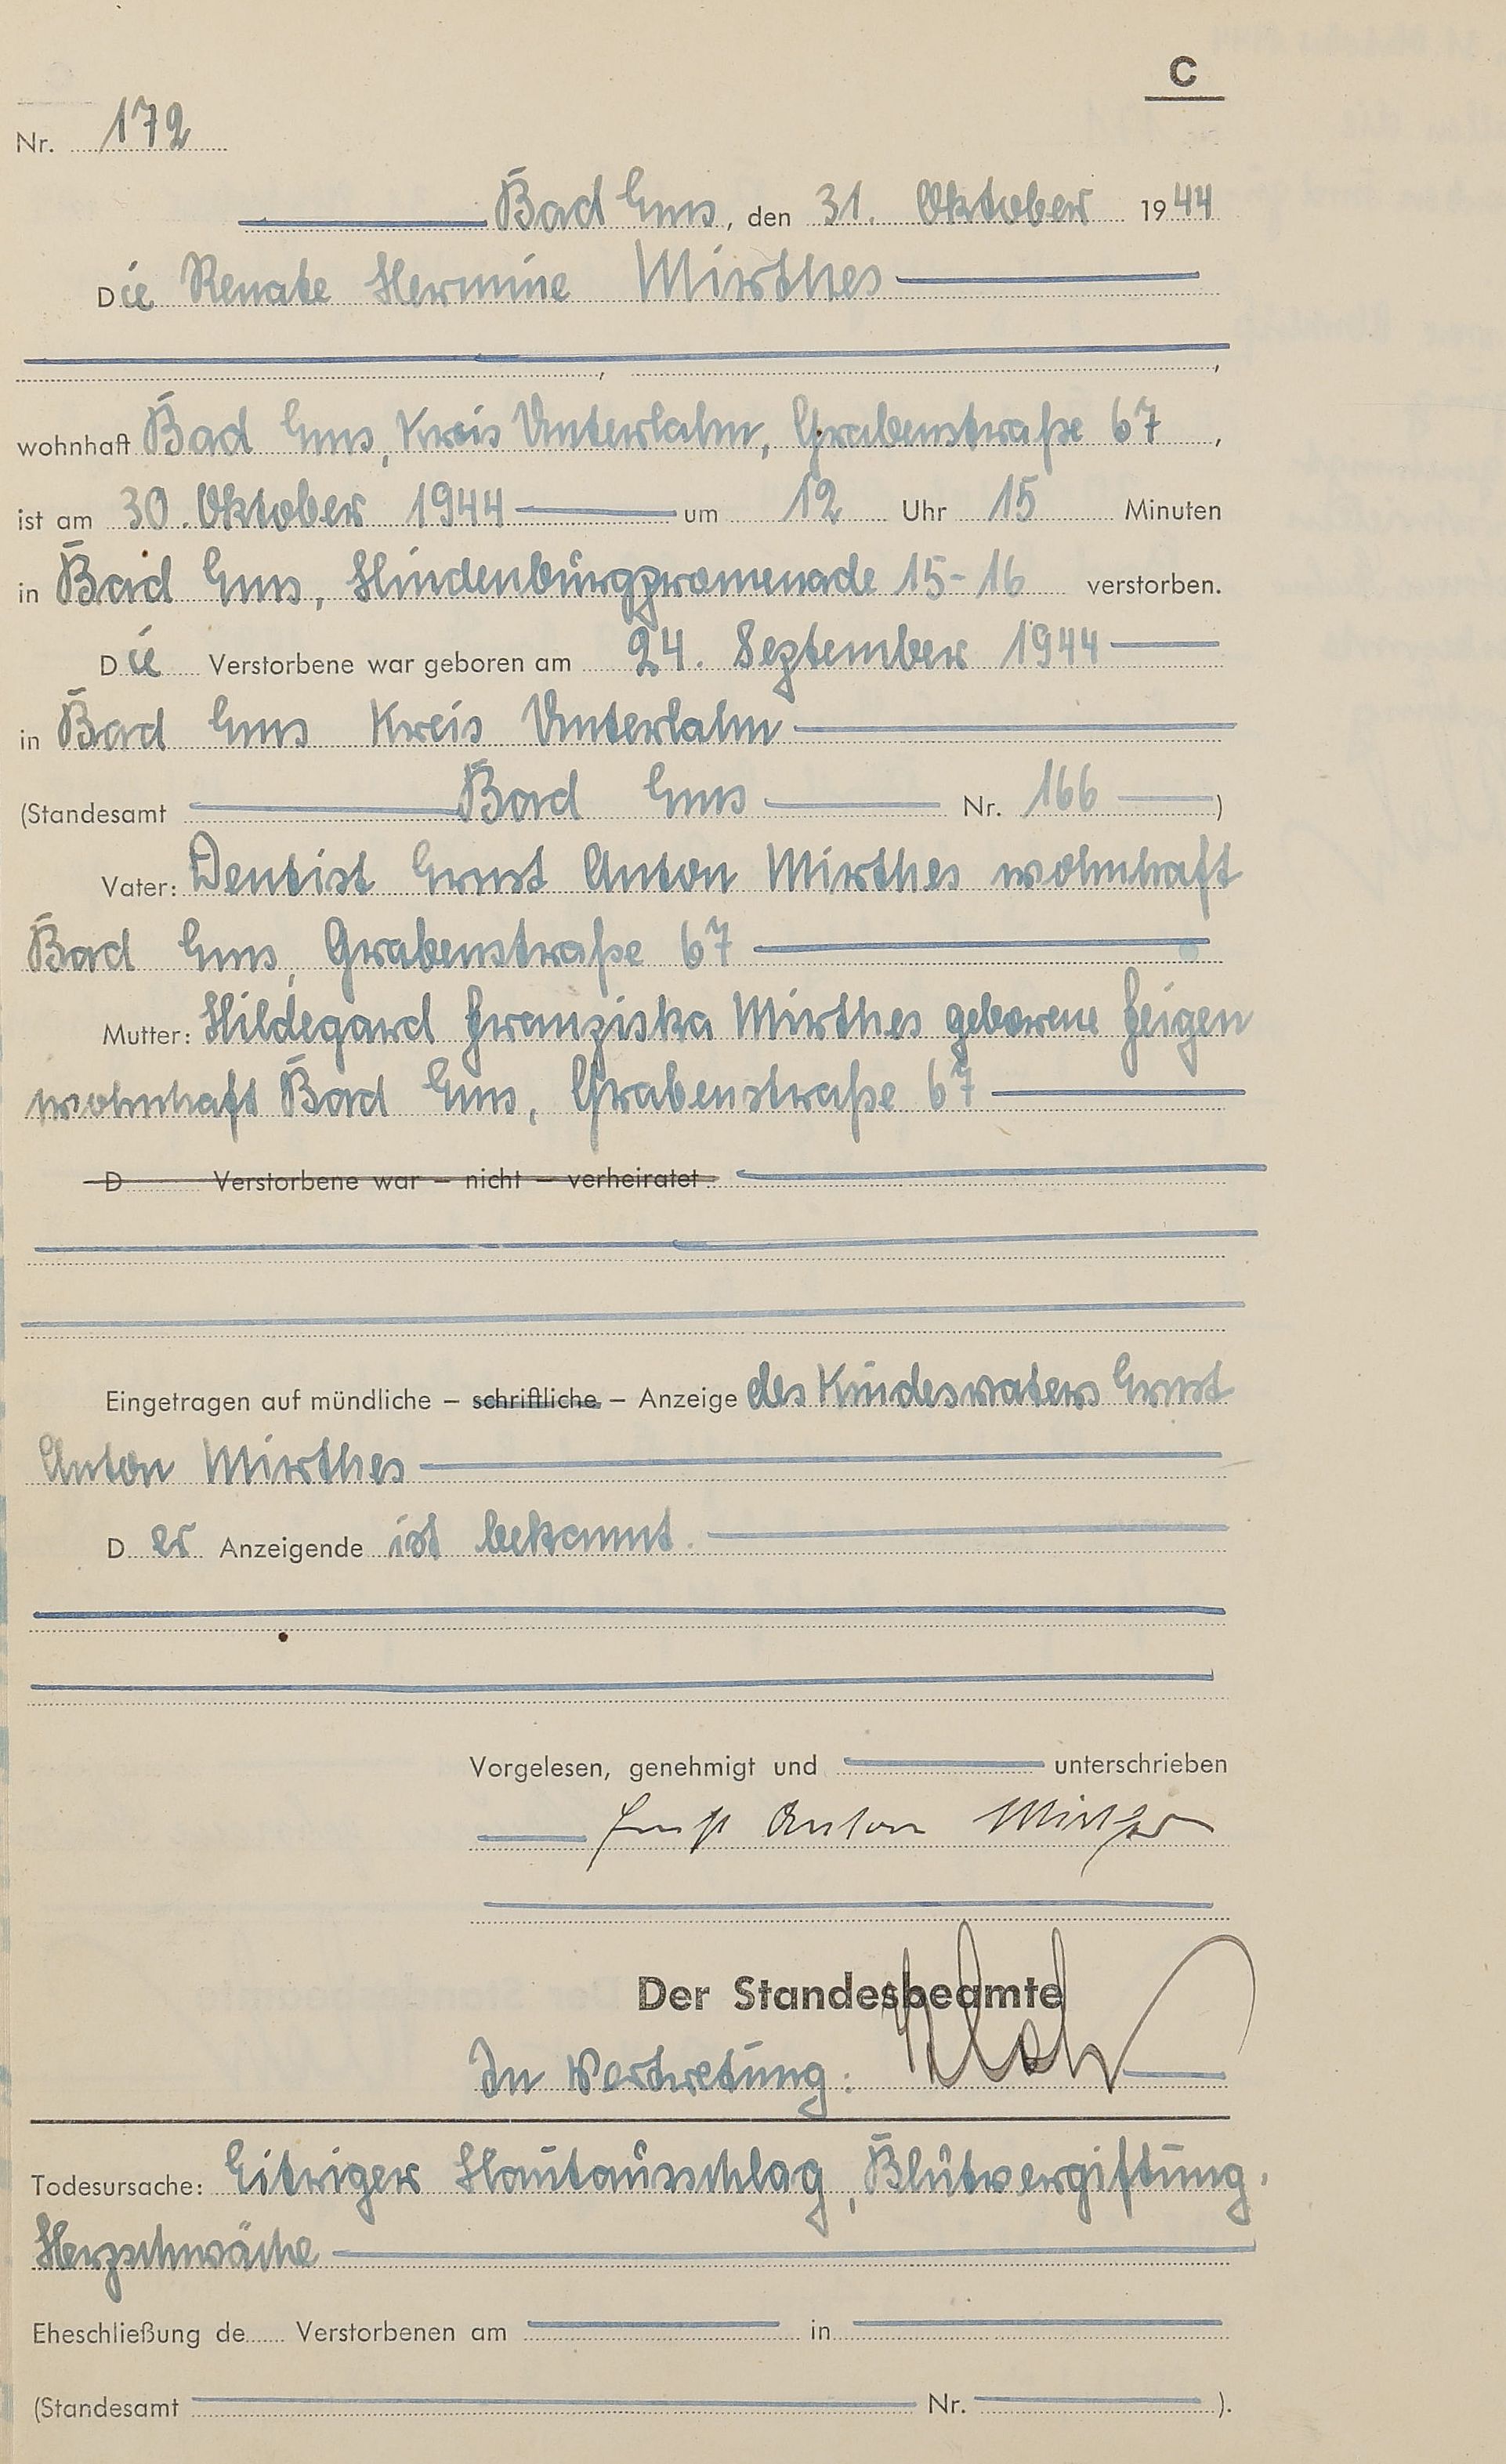 C
Nr. 172
Bad Ems, den 31. Oktober 1944
Die Renate Hermine Mirthes
wohnhaft Bad Ems, Kreis Unterlahn, Grabenstraße 67,
ist am 30. Oktober 1944 um 12 Uhr 15 Minuten
in Bad Ems, Hindenburgpromenade 15-16 verstorben.
Die Verstorbene war geboren am 24. September 1944
in Bad Ems Kreis Unterlahn
(Standesamt Bad Ems Nr. 166)
Vater: Dentist Ernst Anton Mirthes wohnhaft
Bad Ems, Grabenstraße 67
Mutter: Hildegard Franziska Mirthes geborene Feigen
wohnhaft Bad Ems, Grabenstraße 67
D Verstorbene war – nicht – verheiratet
Eingetragen auf mündliche – schriftliche – Anzeige des Kindesvaters Ernst
Anton Mirthes
Der Anzeigende ist bekannt.
Vorgelesen, genehmigt und unterschrieben
Ernst Anton Mirthes
Der Standesbeamte
In Vertretung:
Todesursache: Eitriger Hautausschlag, Blutvergiftung.
Herzschwäche
Eheschließung de Verstorbenen am in
(Standesamt Nr. ).